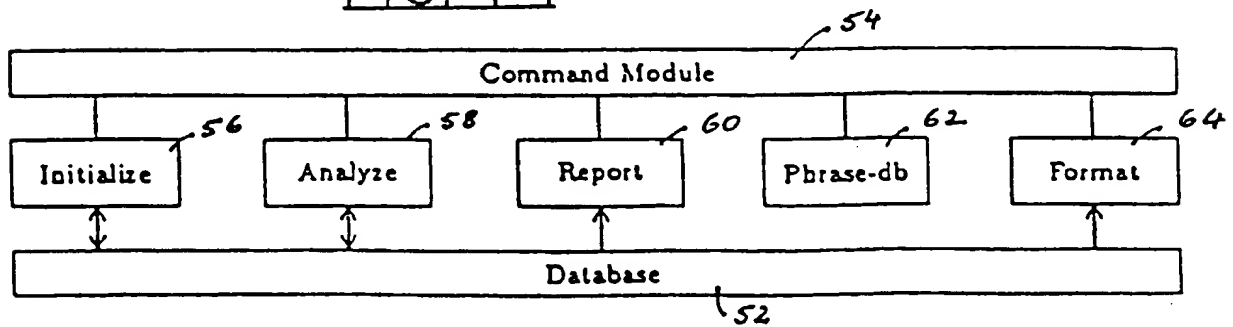 54
Command Module
56 58 60 62 64
Initialize Analyze Report Phrase-db Format
Database
52